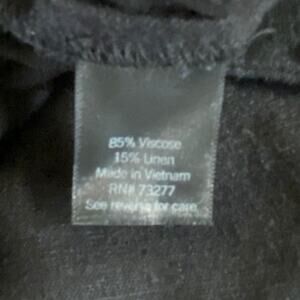 85% Viscose
15% Linen
Made in Vietnam
RN# 73277
See reverse for care